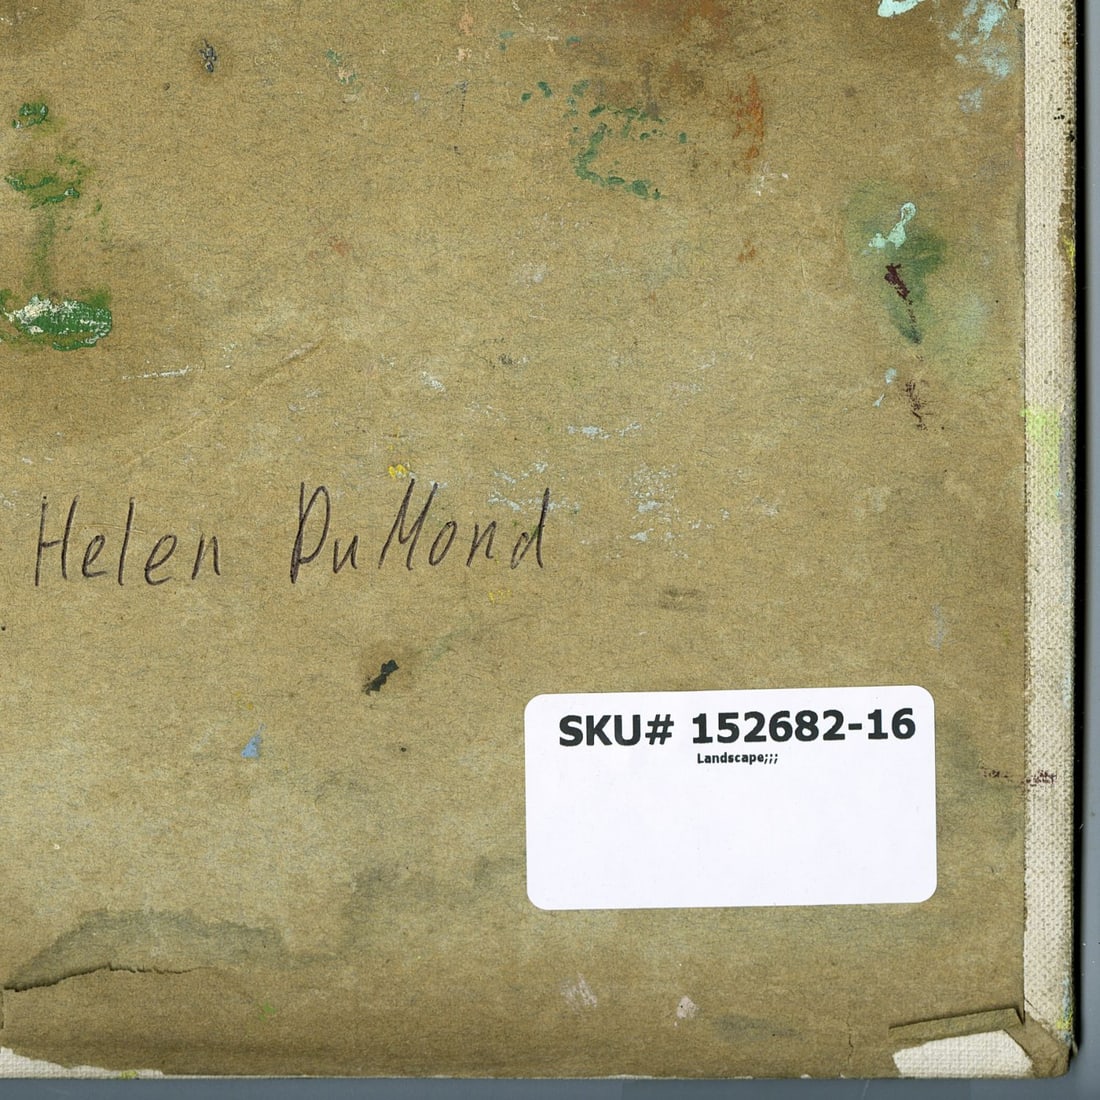 Helen DuMond
SKU# 152682-16
Landscape;;;